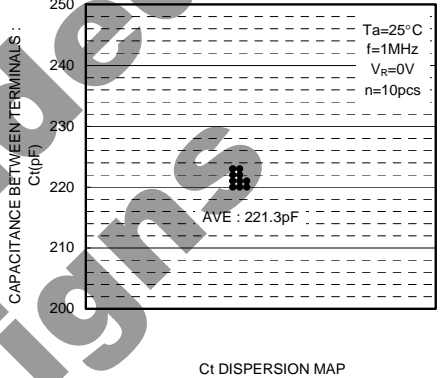 CAPACITANCE BETWEEN TERMINALS :
Ct(pF)
250
240
230
220
210
200
Ta=25°C
f=1MHz
VR=0V
n=10pcs
AVE : 221.3pF
Ct DISPERSION MAP